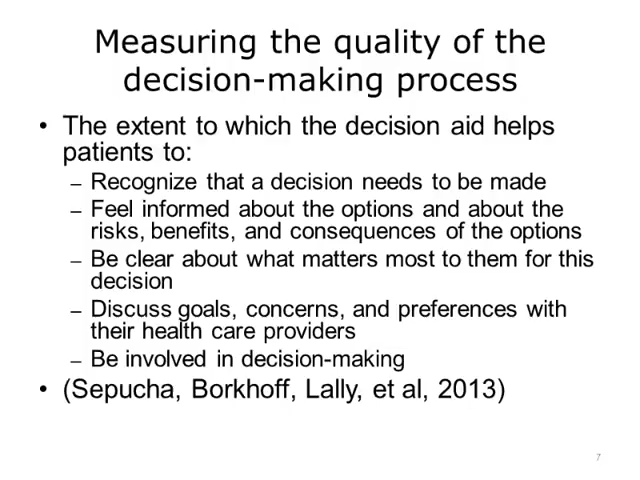 Measuring the quality of the
decision-making process
• The extent to which the decision aid helps
patients to:
– Recognize that a decision needs to be made
– Feel informed about the options and about the
risks, benefits, and consequences of the options
– Be clear about what matters most to them for this
decision
– Discuss goals, concerns, and preferences with
their health care providers
– Be involved in decision-making
• (Sepucha, Borkhoff, Lally, et al, 2013)
7